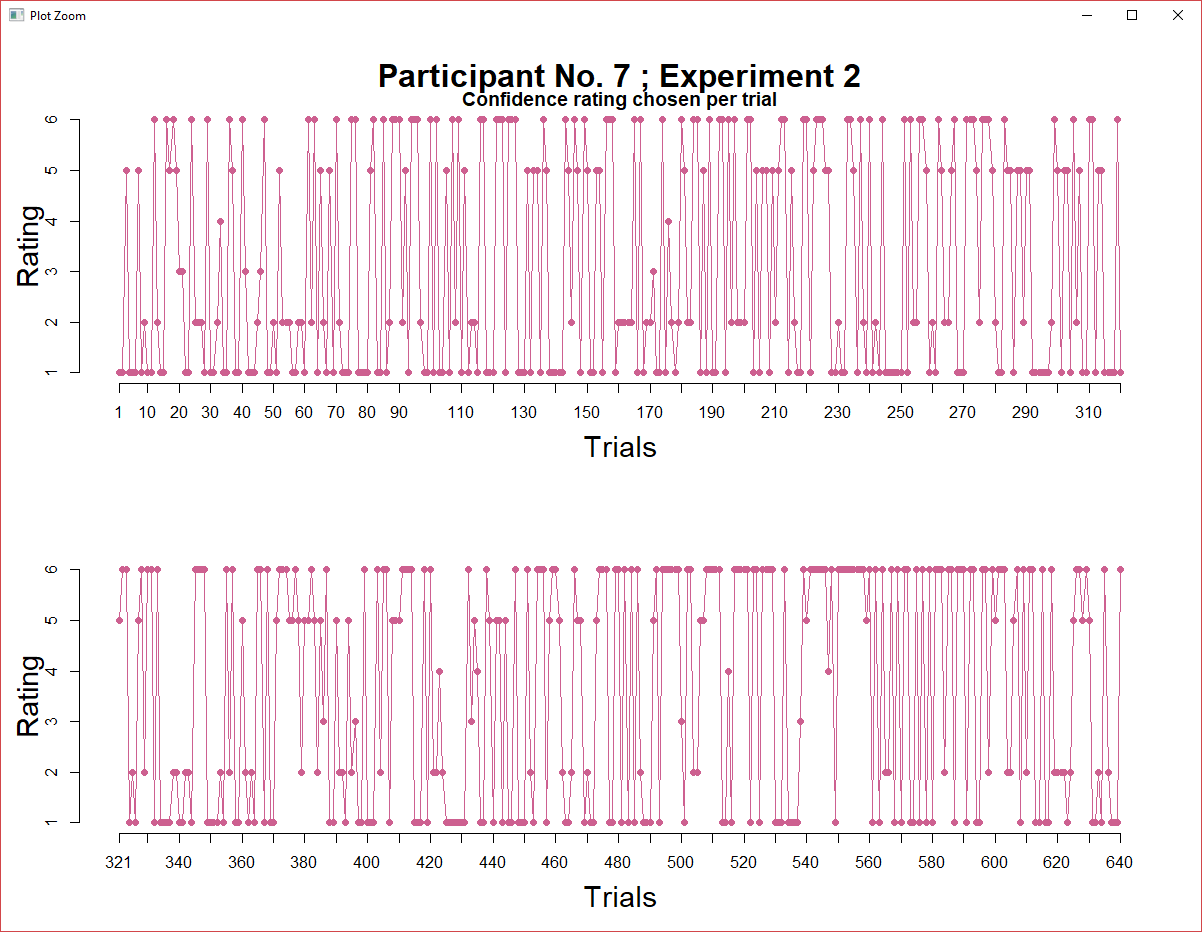 Plot Zoom
Participant No. 7 ; Experiment 2
Confidence rating chosen per trial
Rating
6
5
4
3
2
1
1 10 20 30 40 50 60 70 80 90 110 130 150 170 190 210 230 250 270 290 310
Trials
Rating
6
5
4
3
2
1
321 340 360 380 400 420 440 460 480 500 520 540 560 580 600 620 640
Trials